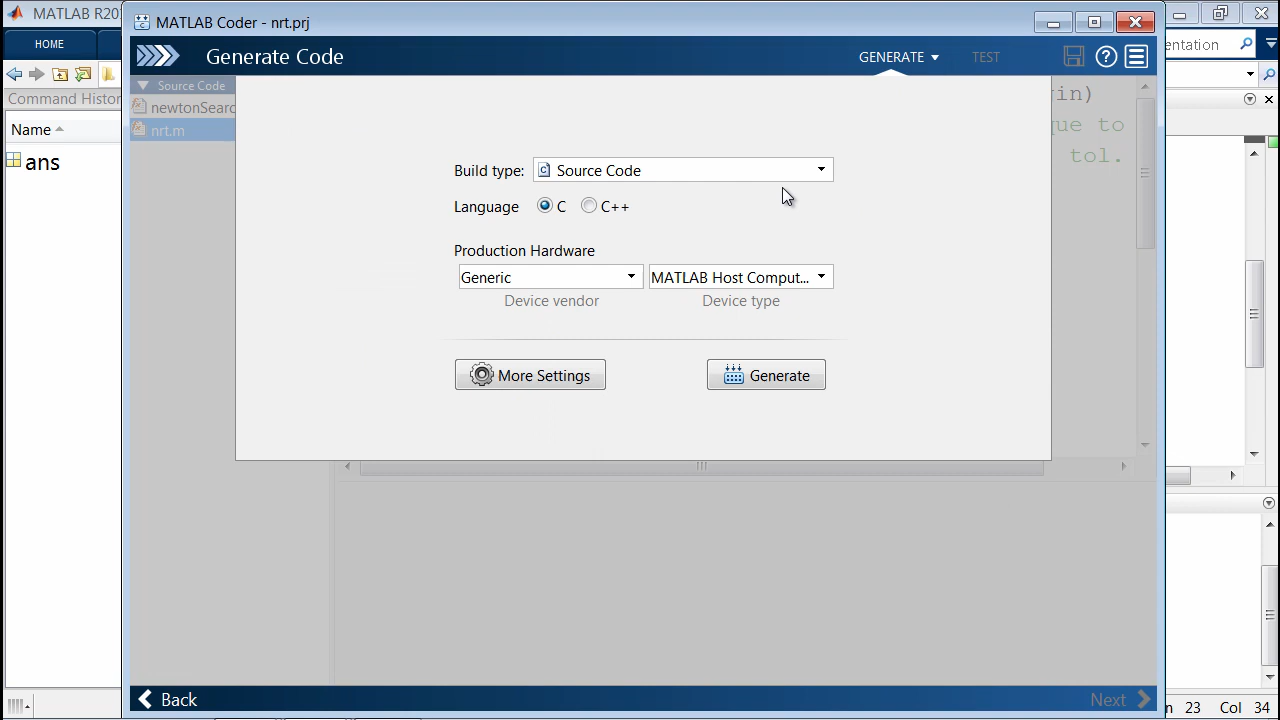 MATLAB R201
MATLAB Coder - nrt.prj
HOME
Generate Code
GENERATE
TEST
entation
Command Histor
Source Code
newtonSearc
nrt.m
Name
ans
gin)
que to
tol.
Build type:
Source Code
Language
C
C++
Production Hardware
Generic
MATLAB Host Comput...
Device vendor
Device type
More Settings
Generate
Back
Next
n 23 Col 34